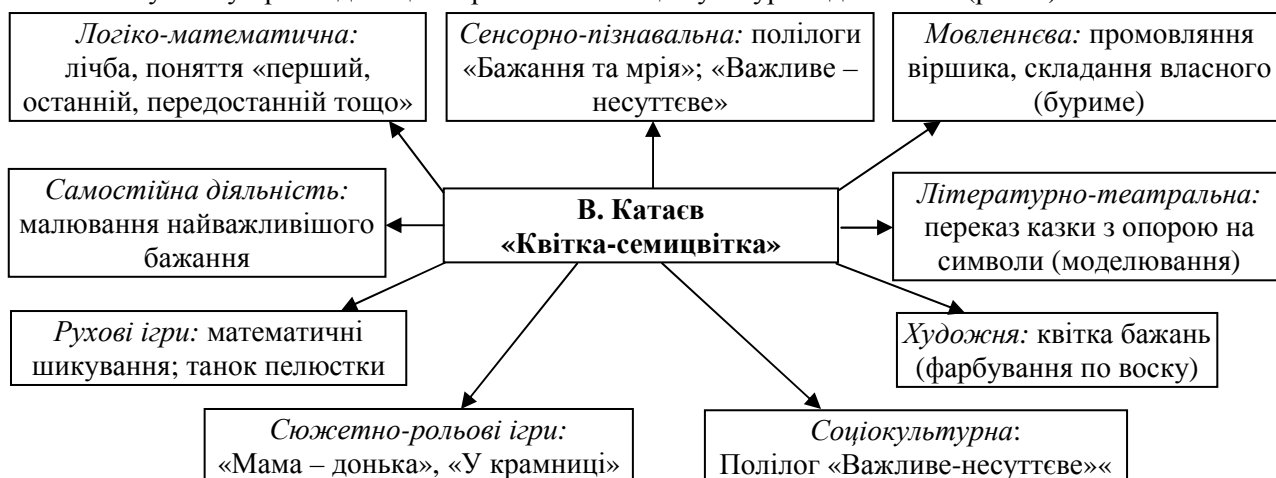 Логіко-математична:
лічба, поняття «перший,
останній, передостанній тощо»
Сенсорно-пізнавальна: полілоги
«Бажання та мрія»; «Важливе –
несуттєве»
Мовленнєва: промовляння
віршика, складання власного
(буриме)
Самостійна діяльність:
малювання найважливішого
бажання
В. Катаєв
«Квітка-семицвітка»
Літературно-театральна:
переказ казки з опорою на
символи (моделювання)
Рухові ігри: математичні
шикування; танок пелюстки
Художня: квітка бажань
(фарбування по воску)
Сюжетно-рольові ігри:
«Мама – донька», «У крамниці»
Соціокультурна:
Полілог «Важливе-несуттєве»«